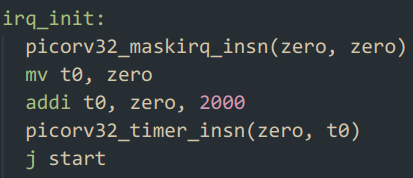 irq_init:
picorv32_maskirq_insn(zero, zero)
mv t0, zero
addi t0, zero, 2000
picorv32_timer_insn(zero, t0)
j start